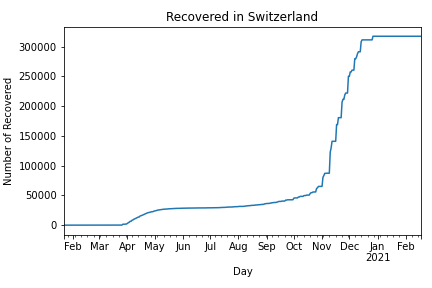 Recovered in Switzerland
Number of Recovered
300000
250000
200000
150000
100000
50000
0
Feb Mar Apr May Jun Jul Aug Sep Oct Nov Dec Jan Feb
2021
Day